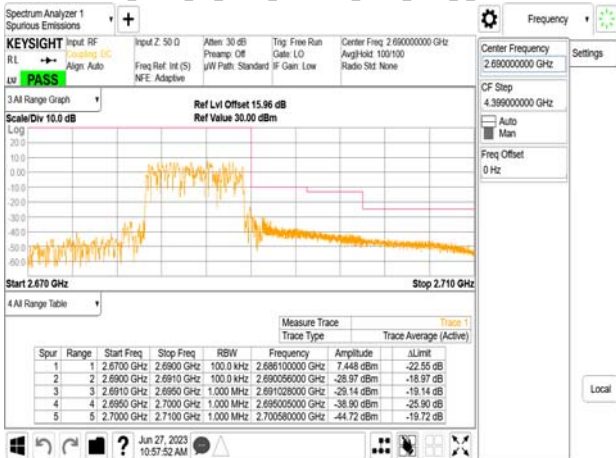 Spectrum Analyzer 1
Spurious Emissions
Frequency
KEYSIGHT
RL
PASS
Input: RF
Coupling: DC
Align: Auto
Input Z: 50 Ω
Freq Ref: Int (S)
NFE: Adaptive
Atten: 30 dB
Preamp: Off
µW Path: Standard
Trig: Free Run
Gate: LO
IF Gain: Low
Center Freq: 2.690000000 GHz
Avg|Hold: 100/100
Radio Std: None
Center Frequency
2.690000000 GHz
Settings
CF Step
4.399000000 GHz
Auto
Man
Freq Offset
0 Hz
Local
3 All Range Graph
Scale/Div 10.0 dB
Ref Lvl Offset 15.96 dB
Ref Value 30.00 dBm
Log
20.0
10.0
0.00
-10.0
-20.0
-30.0
-40.0
-50.0
-60.0
Start 2.670 GHz
Stop 2.710 GHz
4 All Range Table
Measure Trace Trace 1
Trace Type Trace Average (Active)
Spur Range Start Freq Stop Freq RBW Frequency Amplitude ΔLimit
1 1 2.6700 GHz 2.6900 GHz 100.0 kHz 2.686100000 GHz 7.448 dBm -22.55 dB
2 2 2.6900 GHz 2.6910 GHz 100.0 kHz 2.690056000 GHz -28.97 dBm -18.97 dB
3 3 2.6910 GHz 2.6950 GHz 1.000 MHz 2.691028000 GHz -29.14 dBm -19.14 dB
4 4 2.6950 GHz 2.7000 GHz 1.000 MHz 2.695005000 GHz -38.90 dBm -25.90 dB
5 5 2.7000 GHz 2.7100 GHz 1.000 MHz 2.700580000 GHz -44.72 dBm -19.72 dB
?
Jun 27, 2023
10:57:52 AM